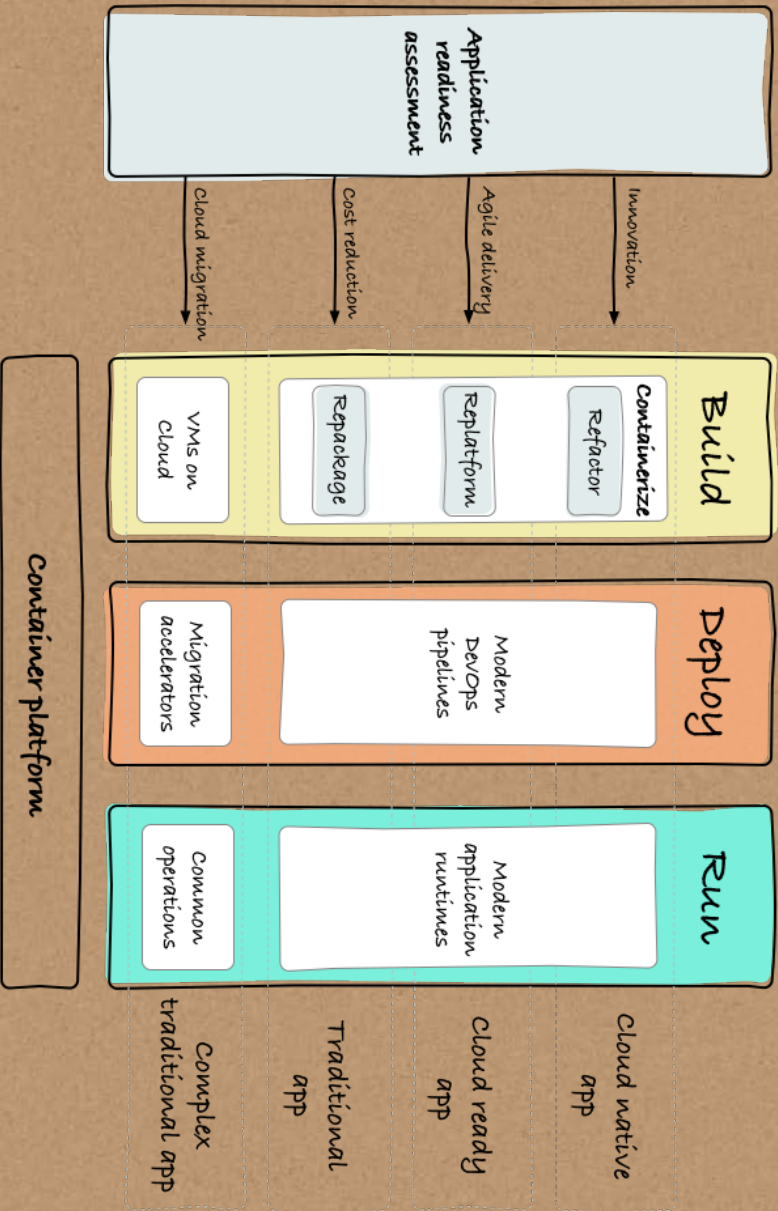 Application
readiness
assessment
Innovation
Agile delivery
Cost reduction
Cloud migration
Build
Containerize
Refactor
Replatform
Repackage
VMs on
Cloud
Deploy
Modern
DevOps
pipelines
Migration
accelerators
Run
Modern
application
runtimes
Common
operations
Cloud native
app
Cloud ready
app
Traditional
app
Complex
traditional app
Container platform